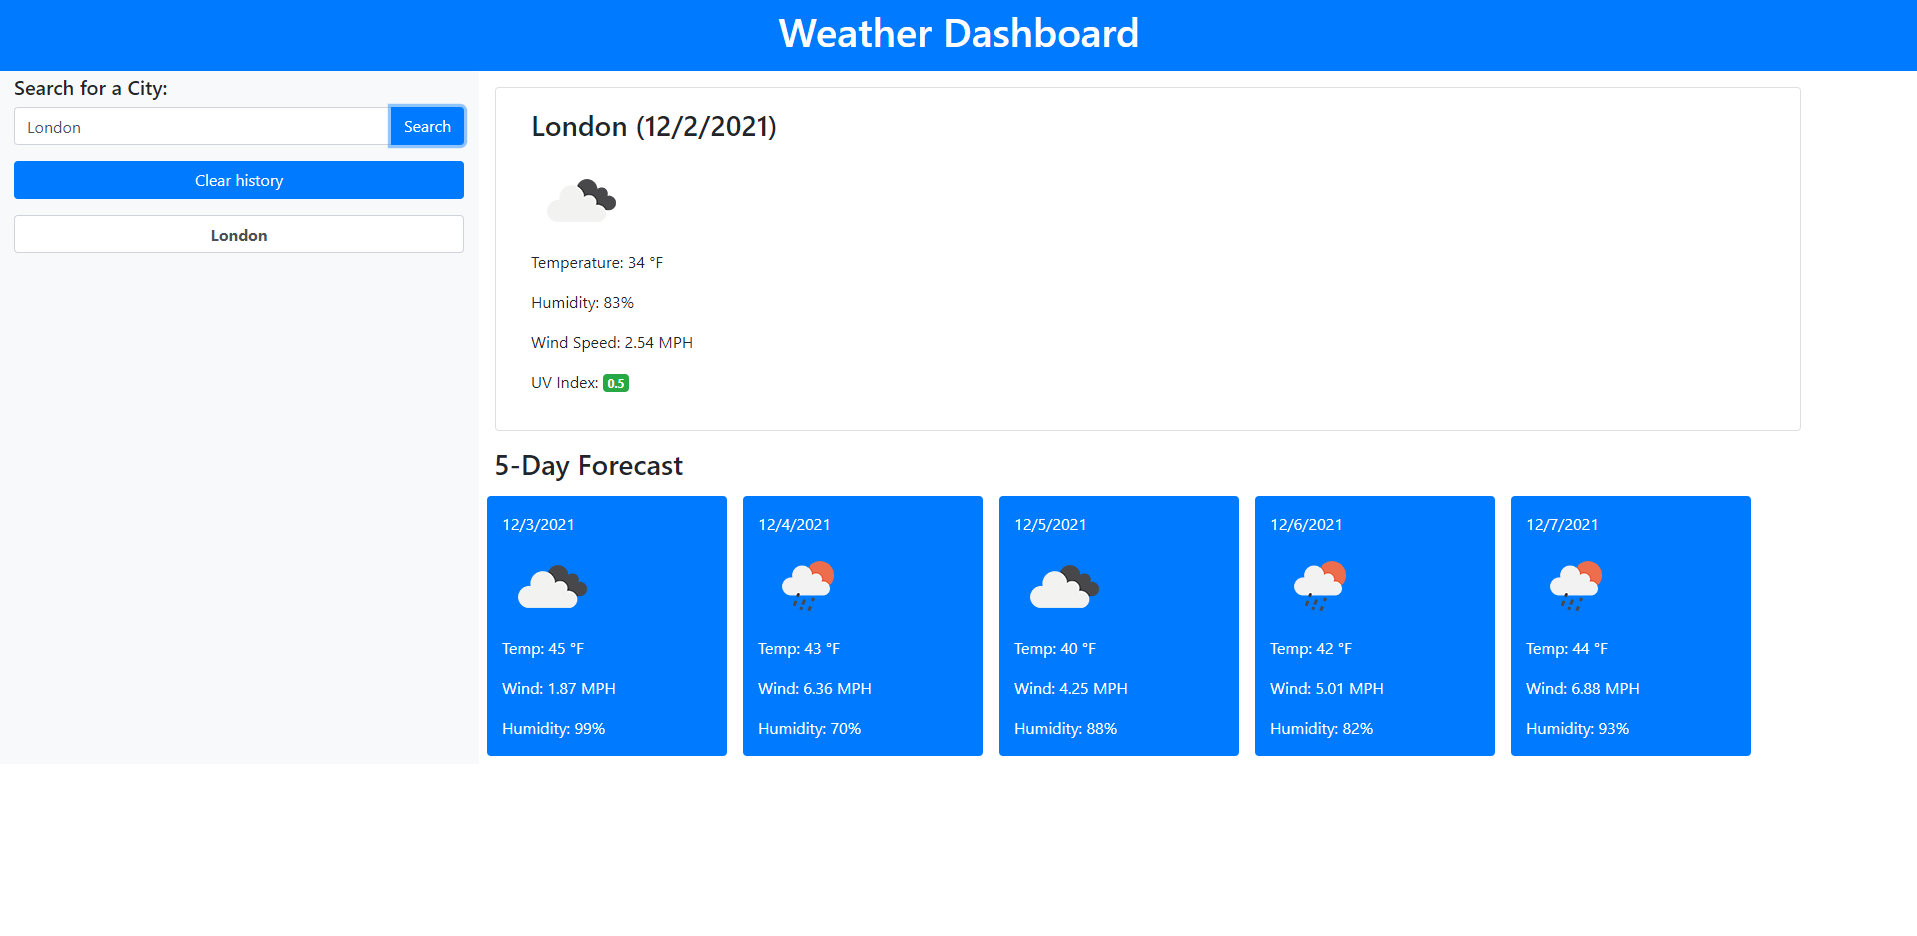 Weather Dashboard
Search for a City:
London
Search
Clear history
London
London (12/2/2021)
Temperature: 34 °F
Humidity: 83%
Wind Speed: 2.54 MPH
UV Index: 0.5
5-Day Forecast
12/3/2021
Temp: 45 °F
Wind: 1.87 MPH
Humidity: 99%
12/4/2021
Temp: 43 °F
Wind: 6.36 MPH
Humidity: 70%
12/5/2021
Temp: 40 °F
Wind: 4.25 MPH
Humidity: 88%
12/6/2021
Temp: 42 °F
Wind: 5.01 MPH
Humidity: 82%
12/7/2021
Temp: 44 °F
Wind: 6.88 MPH
Humidity: 93%